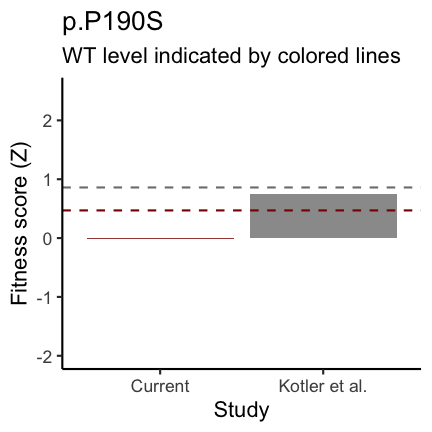 p.P190S
WT level indicated by colored lines
Fitness score (Z)
2
1
0
-1
-2
Current
Kotler et al.
Study